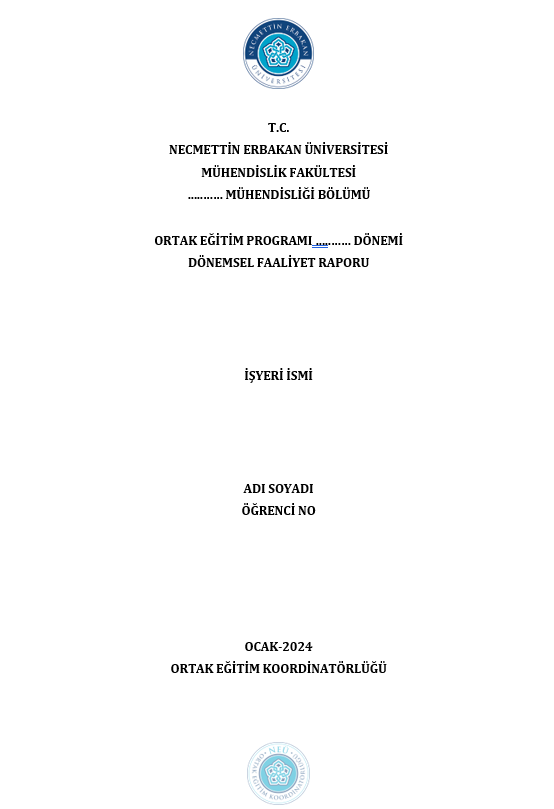 NECMETTİN ERBAKAN
ÜNİVERSİTESİ
T.C.
NECMETTİN ERBAKAN ÜNİVERSİTESİ
MÜHENDİSLİK FAKÜLTESİ
........... MÜHENDİSLİĞİ BÖLÜMÜ
ORTAK EĞİTİM PROGRAMI ........... DÖNEMİ
DÖNEMSEL FAALİYET RAPORU
İŞYERİ İSMİ
ADI SOYADI
ÖĞRENCİ NO
OCAK-2024
ORTAK EĞİTİM KOORDİNATÖRLÜĞÜ
NEÜ
ORTAK EĞİTİM KOORDİNATÖRLÜĞÜ